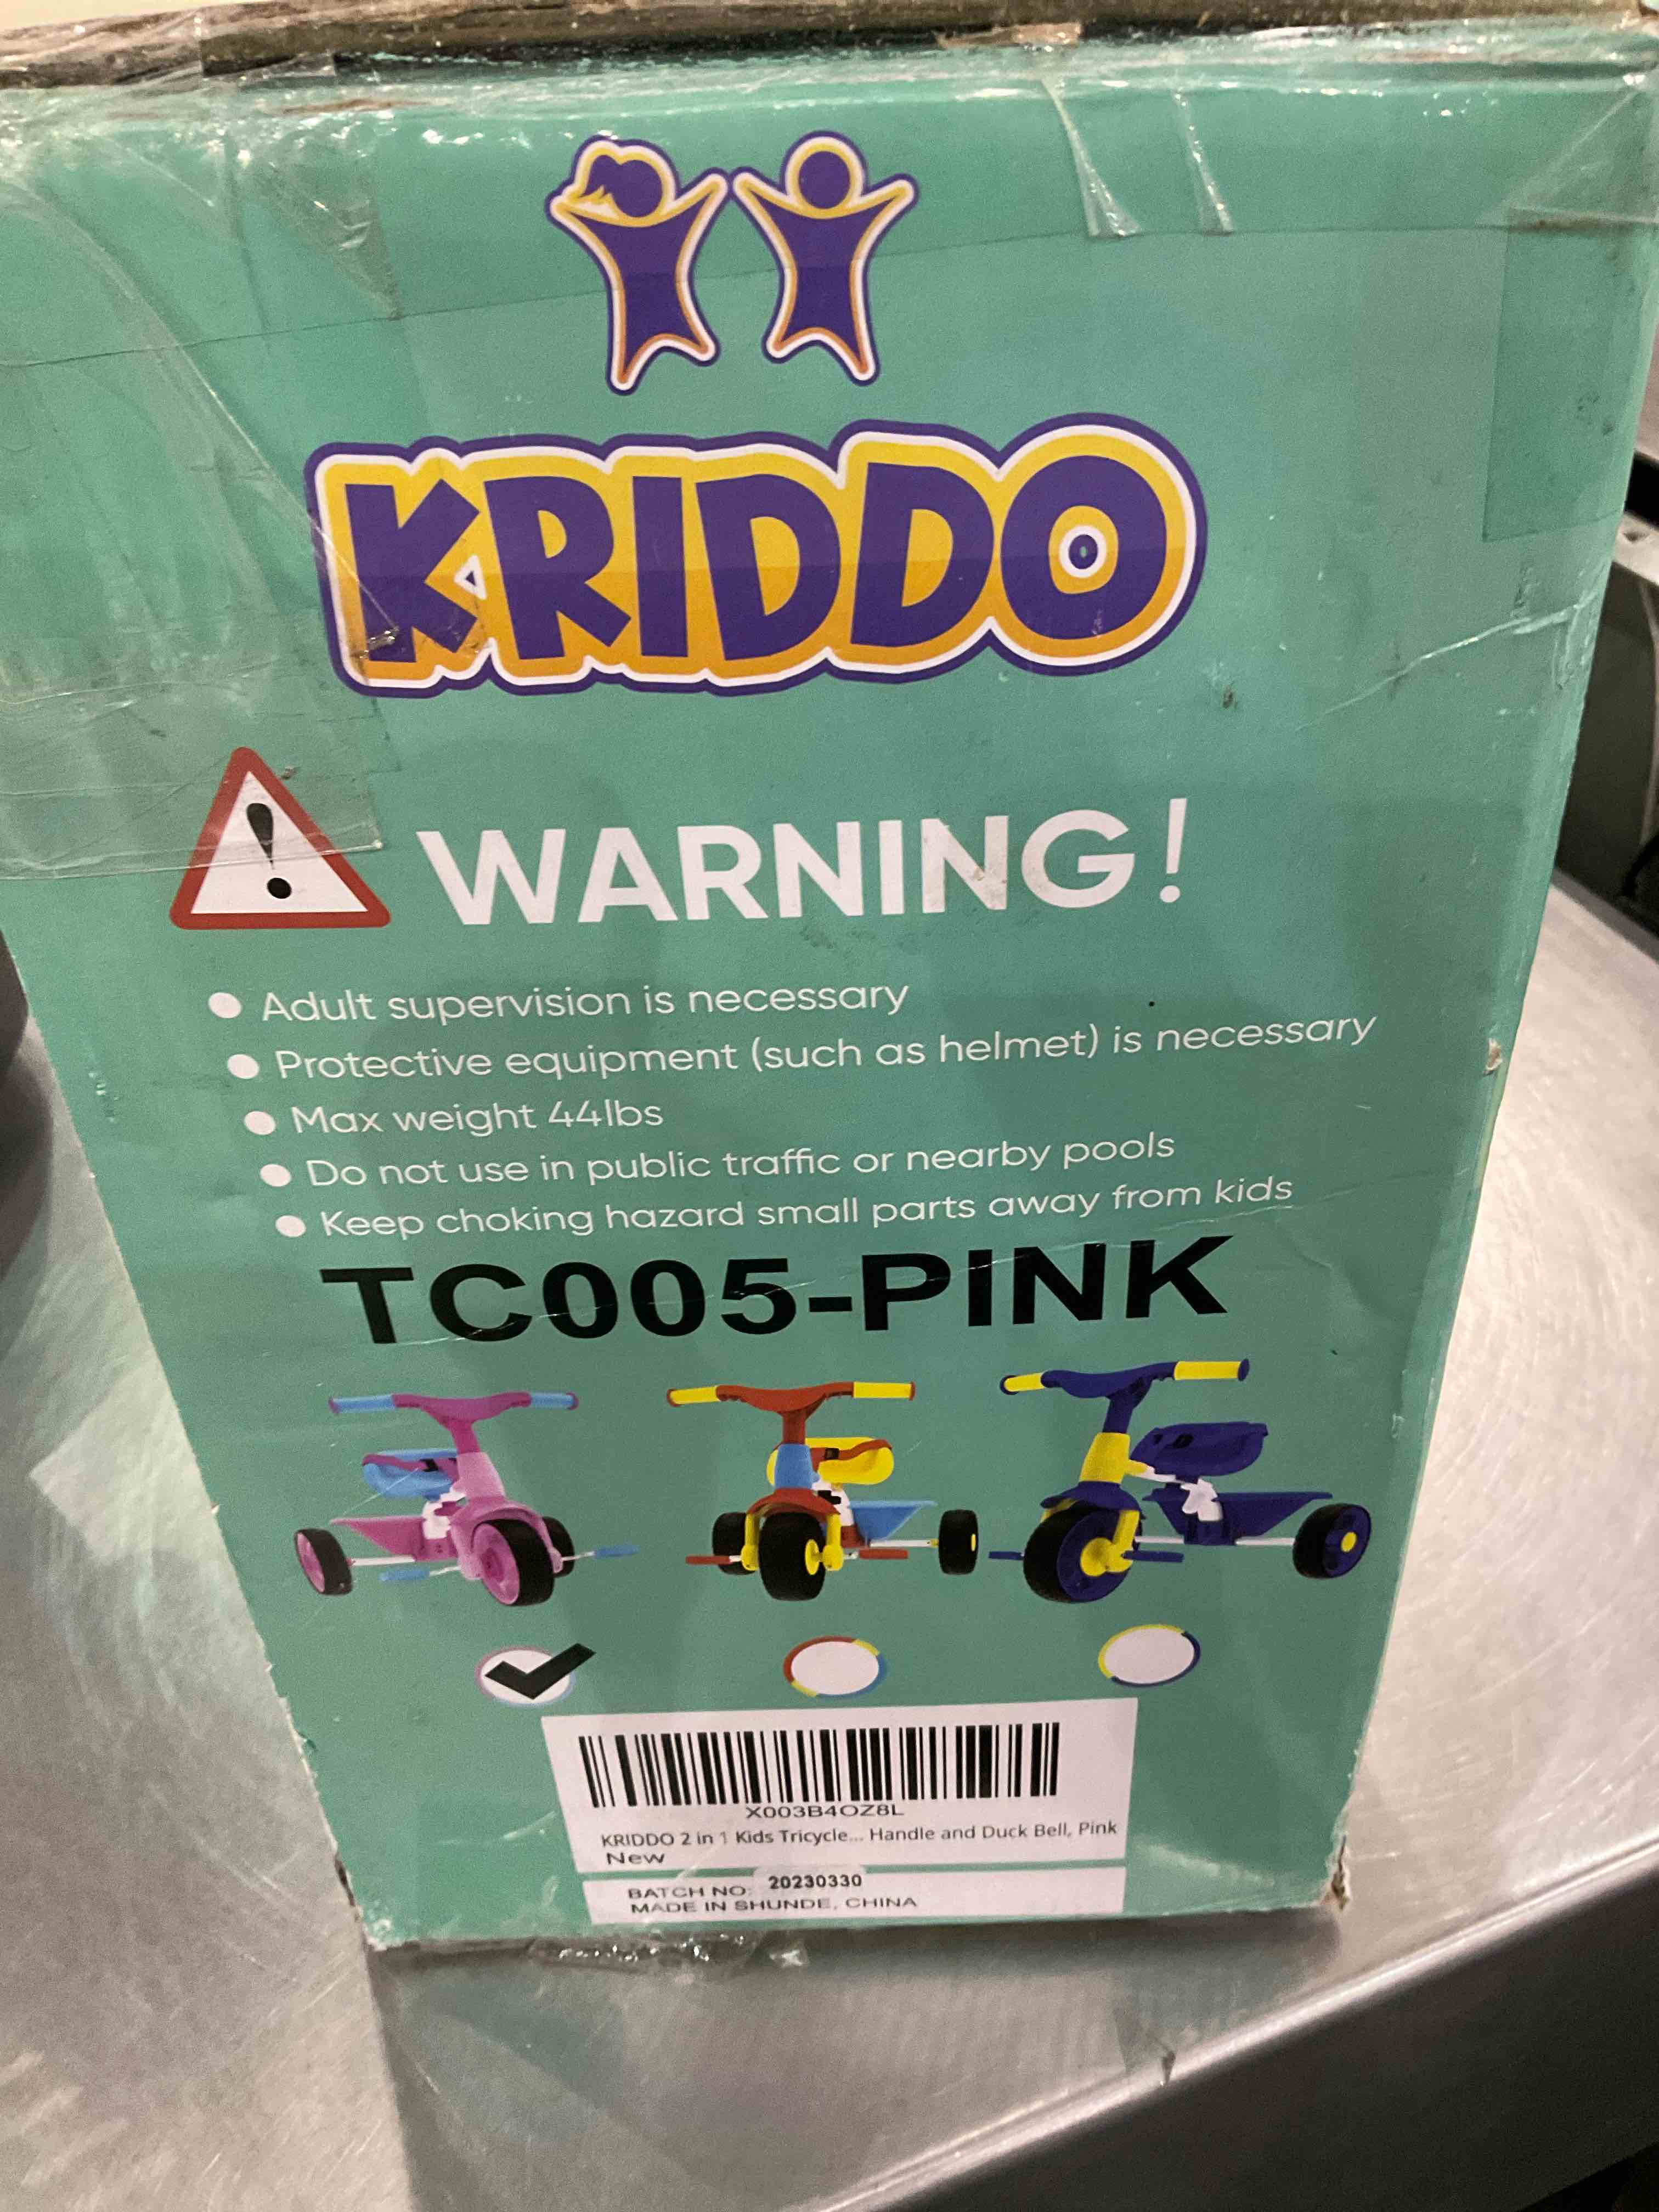 KRIDDO
WARNING!
Adult supervision is necessary
Protective equipment (such as helmet) is necessary
Max weight 44lbs
Do not use in public traffic or nearby pools
Keep choking hazard small parts away from kids
TC005-PINK
X003B4OZ8L
KRIDDO 2 in 1 Kids Tricycle... Handle and Duck Bell, Pink
New
BATCH NO: 20230330
MADE IN SHUNDE, CHINA